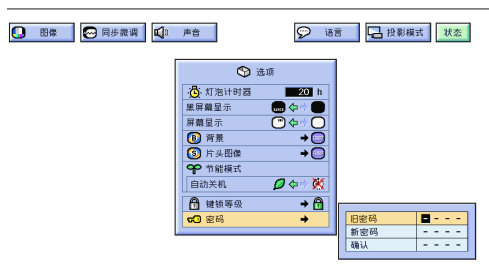 图像
同步微调
声音
语言
投影模式
状态
选项
灯泡计时器 20 h
黑屏幕显示
屏幕显示
背景
片头图像
节能模式
自动关机
键锁等级
密码
旧密码 - - - -
新密码 - - - -
确认 - - - -